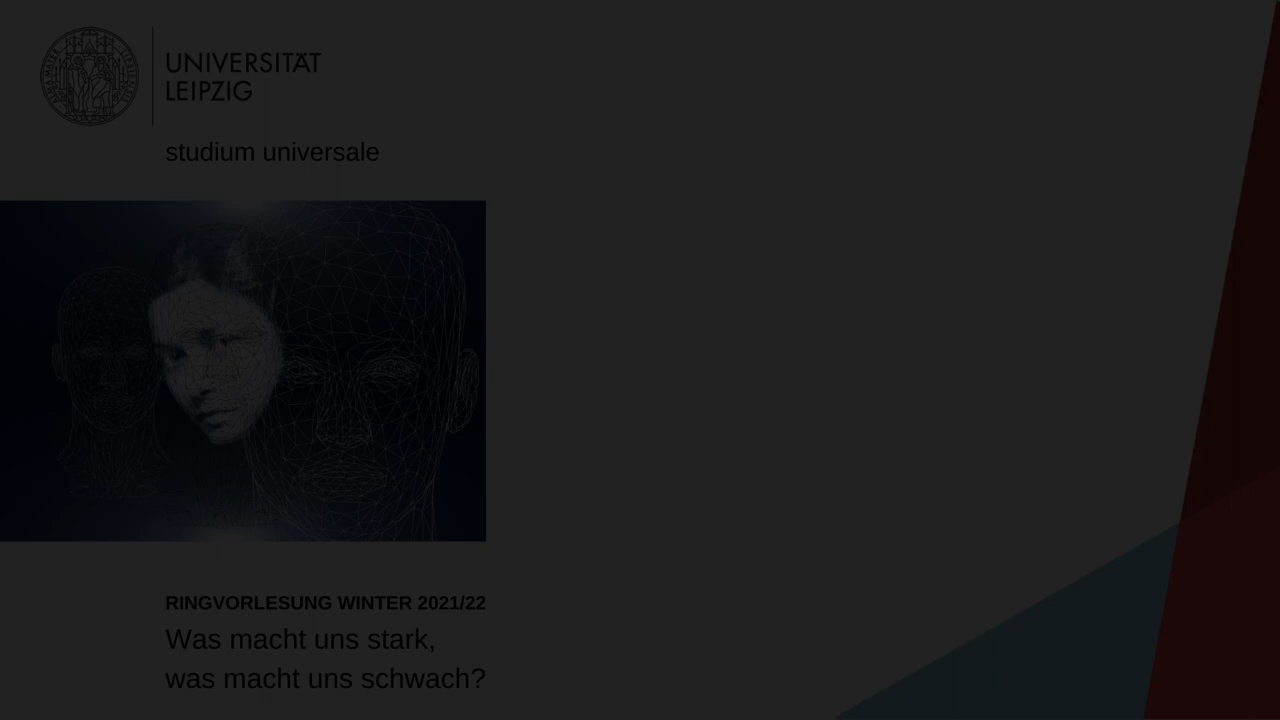 UNIVERSITÄT
LEIPZIG
studium universale
RINGVORLESUNG WINTER 2021/22
Was macht uns stark,
was macht uns schwach?